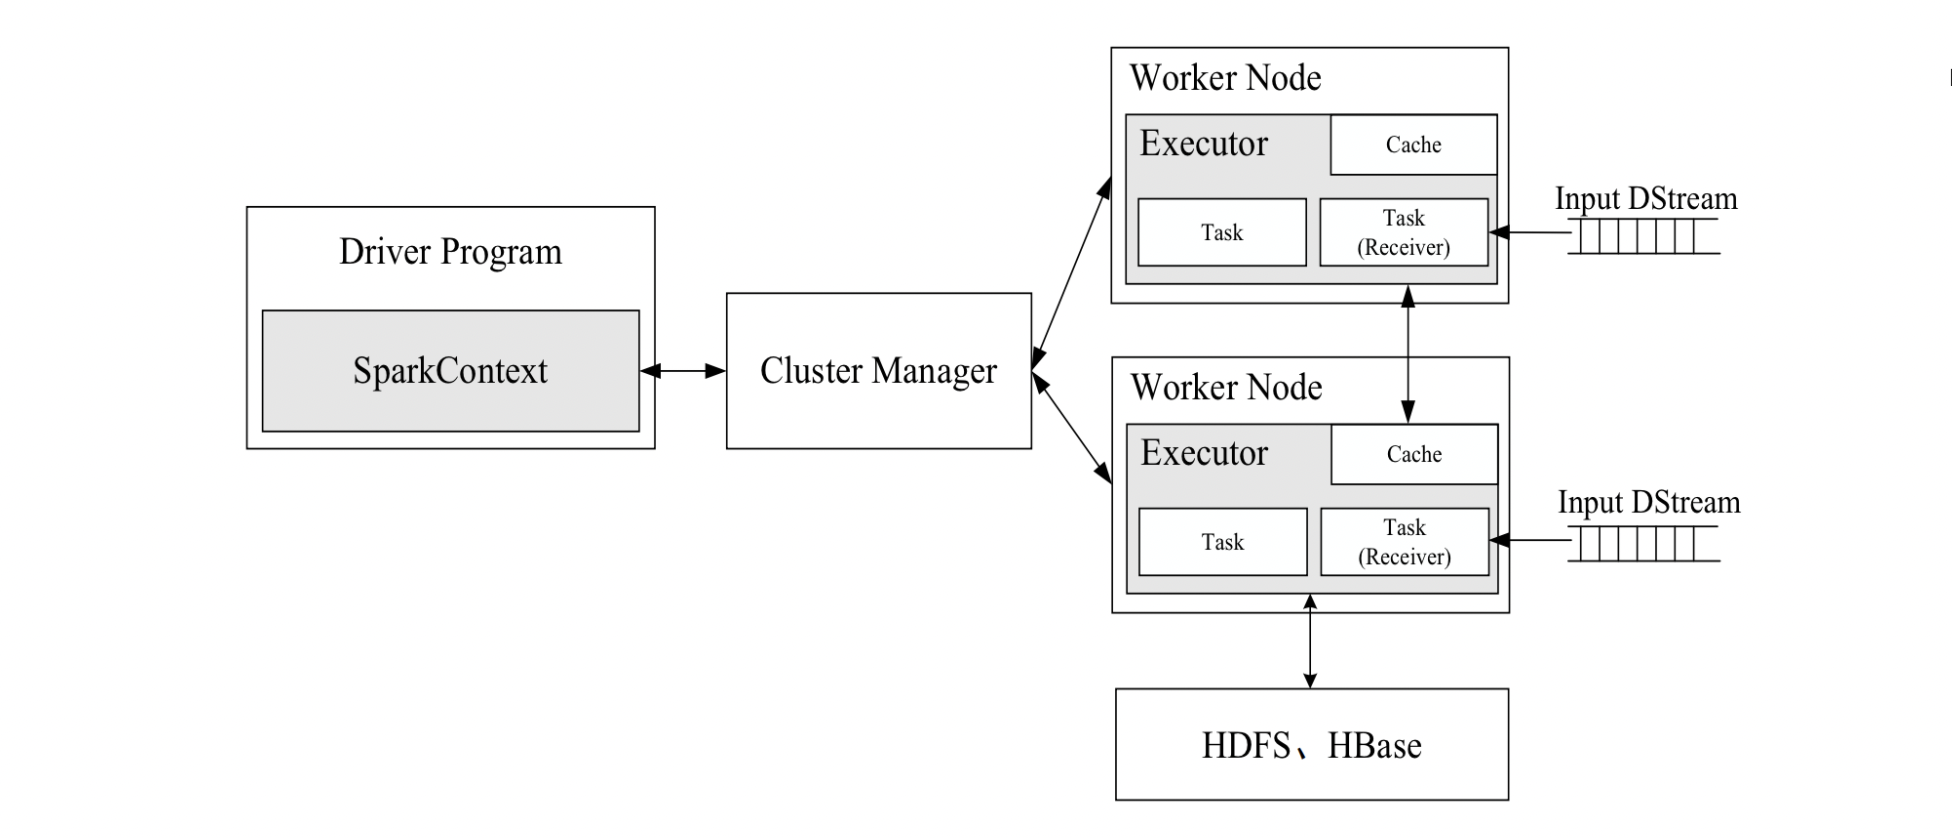 Driver Program
SparkContext
Cluster Manager
Worker Node
Executor
Cache
Task
Task
(Receiver)
Input DStream
Worker Node
Executor
Cache
Task
Task
(Receiver)
Input DStream
HDFS、HBase